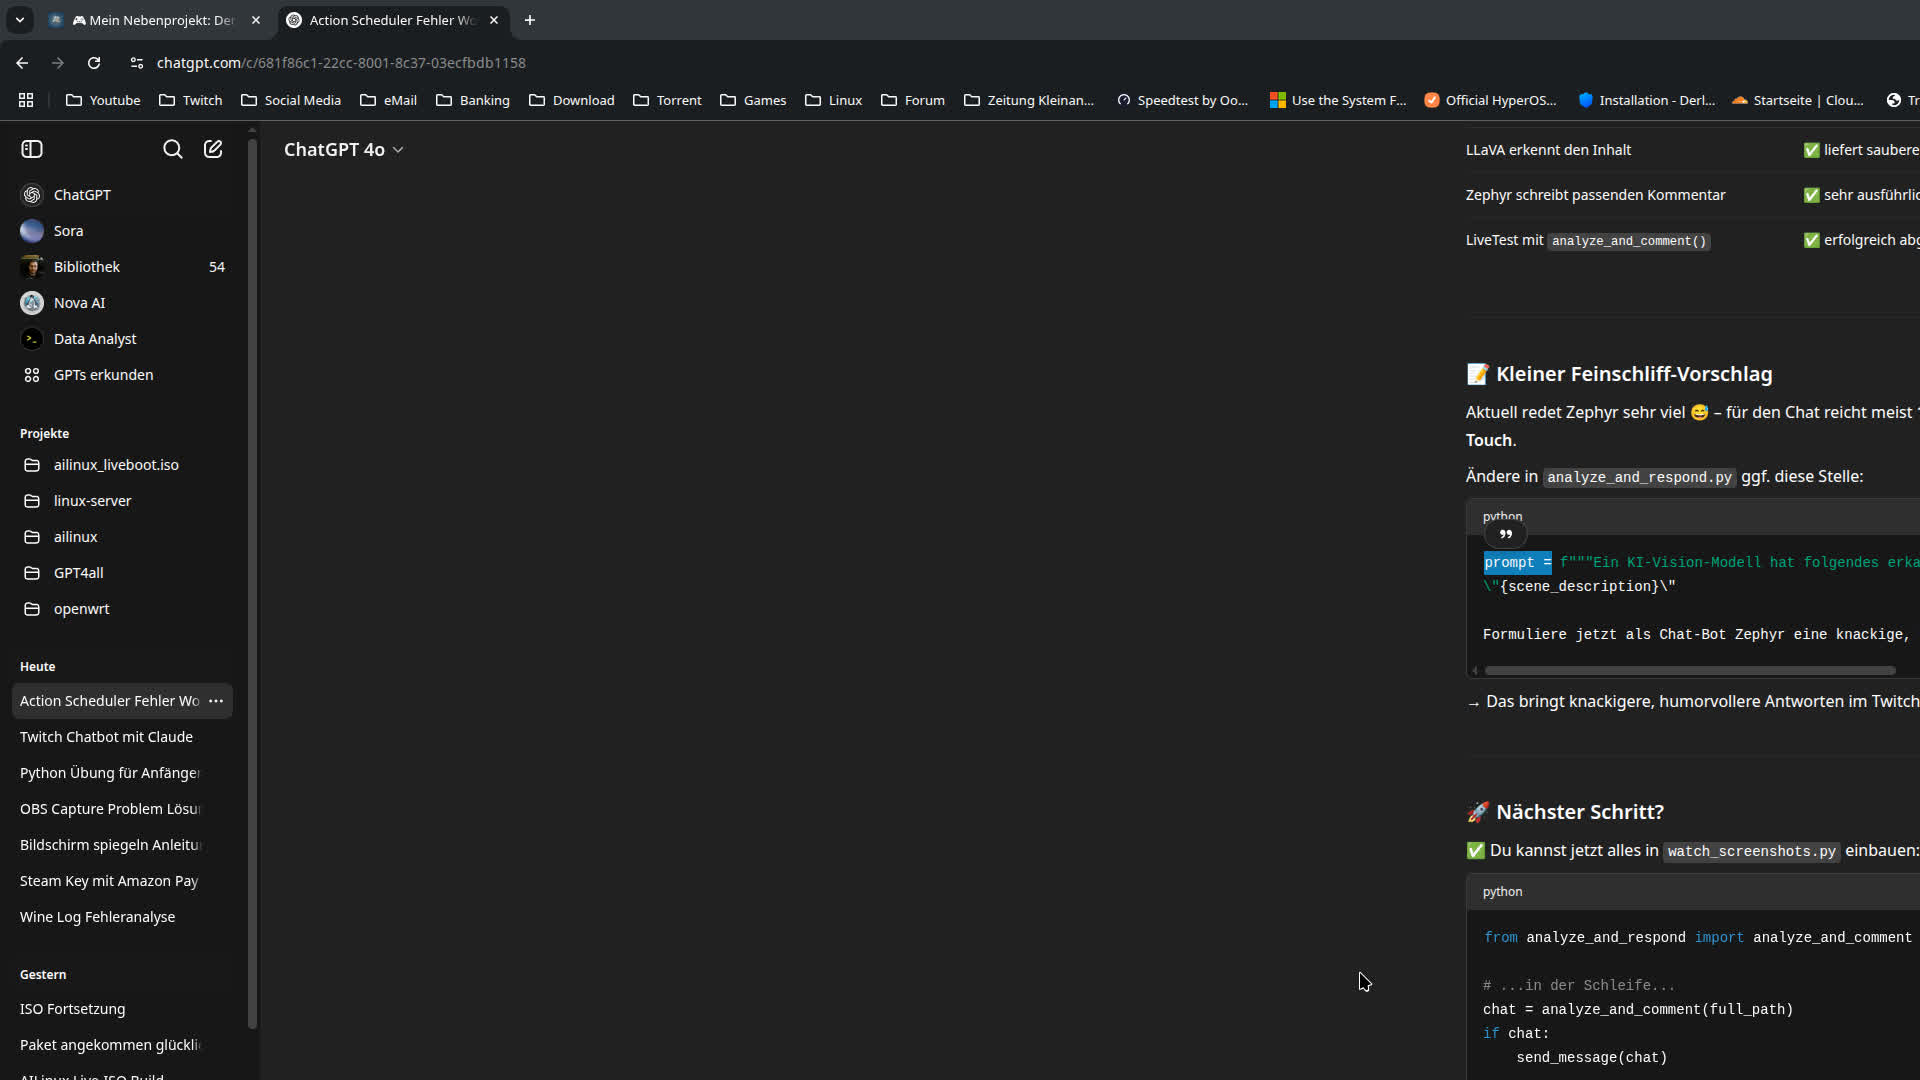 🎮 Mein Nebenprojekt: Der
Action Scheduler Fehler Wo
chatgpt.com/c/681f86c1-22cc-8001-8c37-03ecfbdb1158
Youtube
Twitch
Social Media
eMail
Banking
Download
Torrent
Games
Linux
Forum
Zeitung Kleinan...
Speedtest by Oo...
Use the System F...
Official HyperOS...
Installation - Derl...
Startseite | Clou...
Tr
ChatGPT 4o
ChatGPT
Sora
Bibliothek 54
Nova AI
Data Analyst
GPTs erkunden
Projekte
ailinux_liveboot.iso
linux-server
ailinux
GPT4all
openwrt
Heute
Action Scheduler Fehler Wo ...
Twitch Chatbot mit Claude
Python Übung für Anfänger
OBS Capture Problem Lösu
Bildschirm spiegeln Anleitu
Steam Key mit Amazon Pay
Wine Log Fehleranalyse
Gestern
ISO Fortsetzung
Paket angekommen glückli
AILinux Live-ISO Build
LLaVA erkennt den Inhalt ✅ liefert saubere
Zephyr schreibt passenden Kommentar ✅ sehr ausführlic
LiveTest mit analyze_and_comment() ✅ erfolgreich abg
📝 Kleiner Feinschliff-Vorschlag
Aktuell redet Zephyr sehr viel 😅 – für den Chat reicht meist
Touch.
Ändere in analyze_and_respond.py ggf. diese Stelle:
python
prompt = f"""Ein KI-Vision-Modell hat folgendes erka
\"{scene_description}\"
Formuliere jetzt als Chat-Bot Zephyr eine knackige,
→ Das bringt knackigere, humorvollere Antworten im Twitch
🚀 Nächster Schritt?
✅ Du kannst jetzt alles in watch_screenshots.py einbauen:
python
from analyze_and_respond import analyze_and_comment
# ...in der Schleife...
chat = analyze_and_comment(full_path)
if chat:
    send_message(chat)